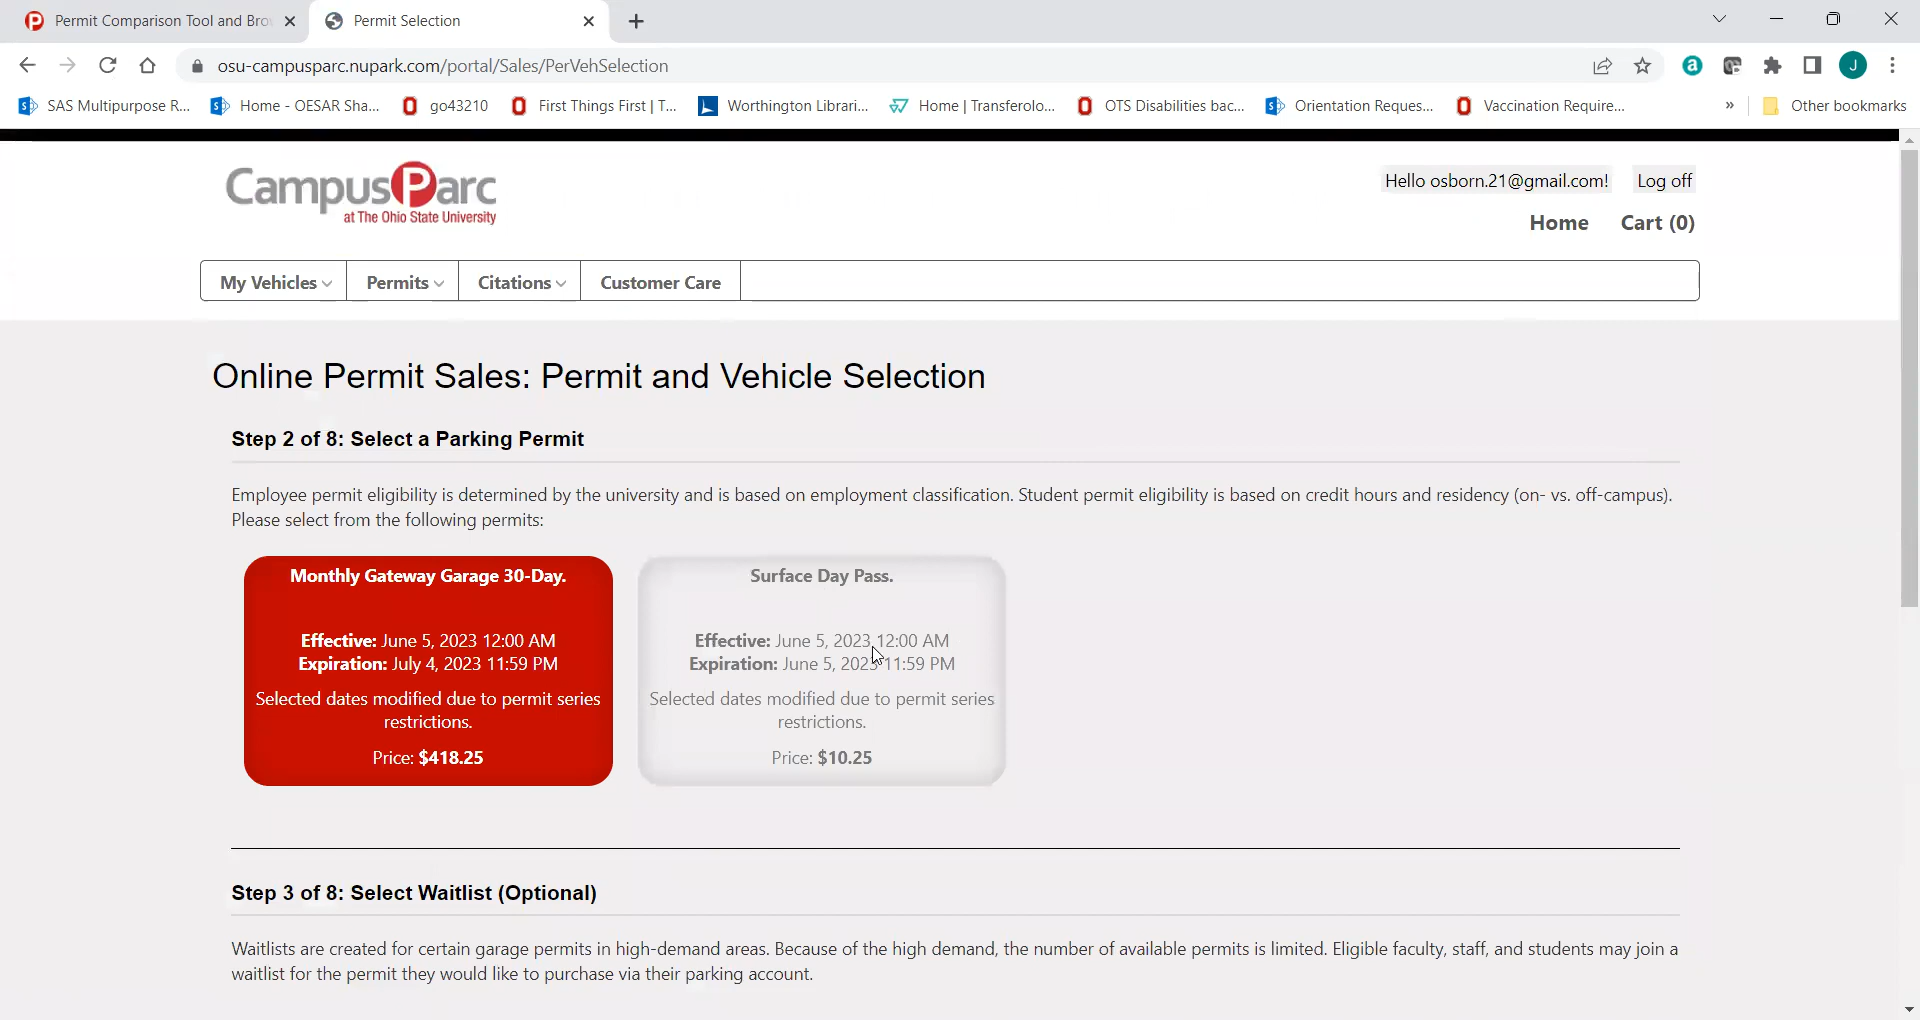 Permit Comparison Tool and Bro
Permit Selection
osu-campusparc.nupark.com/portal/Sales/PerVehSelection
J
SAS Multipurpose R...
Home - OESAR Sha...
go43210
First Things First | T...
Worthington Librari...
Home | Transferolo...
OTS Disabilities bac...
Orientation Reques...
Vaccination Require...
»
Other bookmarks
CampusParc
at The Ohio State University
Hello osborn.21@gmail.com!
Log off
Home
Cart (0)
My Vehicles
Permits
Citations
Customer Care
Online Permit Sales: Permit and Vehicle Selection
Step 2 of 8: Select a Parking Permit
Employee permit eligibility is determined by the university and is based on employment classification. Student permit eligibility is based on credit hours and residency (on- vs. off-campus).
Please select from the following permits:
Monthly Gateway Garage 30-Day.
Effective: June 5, 2023 12:00 AM
Expiration: July 4, 2023 11:59 PM
Selected dates modified due to permit series
restrictions.
Price: $418.25
Surface Day Pass.
Effective: June 5, 2023 12:00 AM
Expiration: June 5, 2023 11:59 PM
Selected dates modified due to permit series
restrictions.
Price: $10.25
Step 3 of 8: Select Waitlist (Optional)
Waitlists are created for certain garage permits in high-demand areas. Because of the high demand, the number of available permits is limited. Eligible faculty, staff, and students may join a
waitlist for the permit they would like to purchase via their parking account.